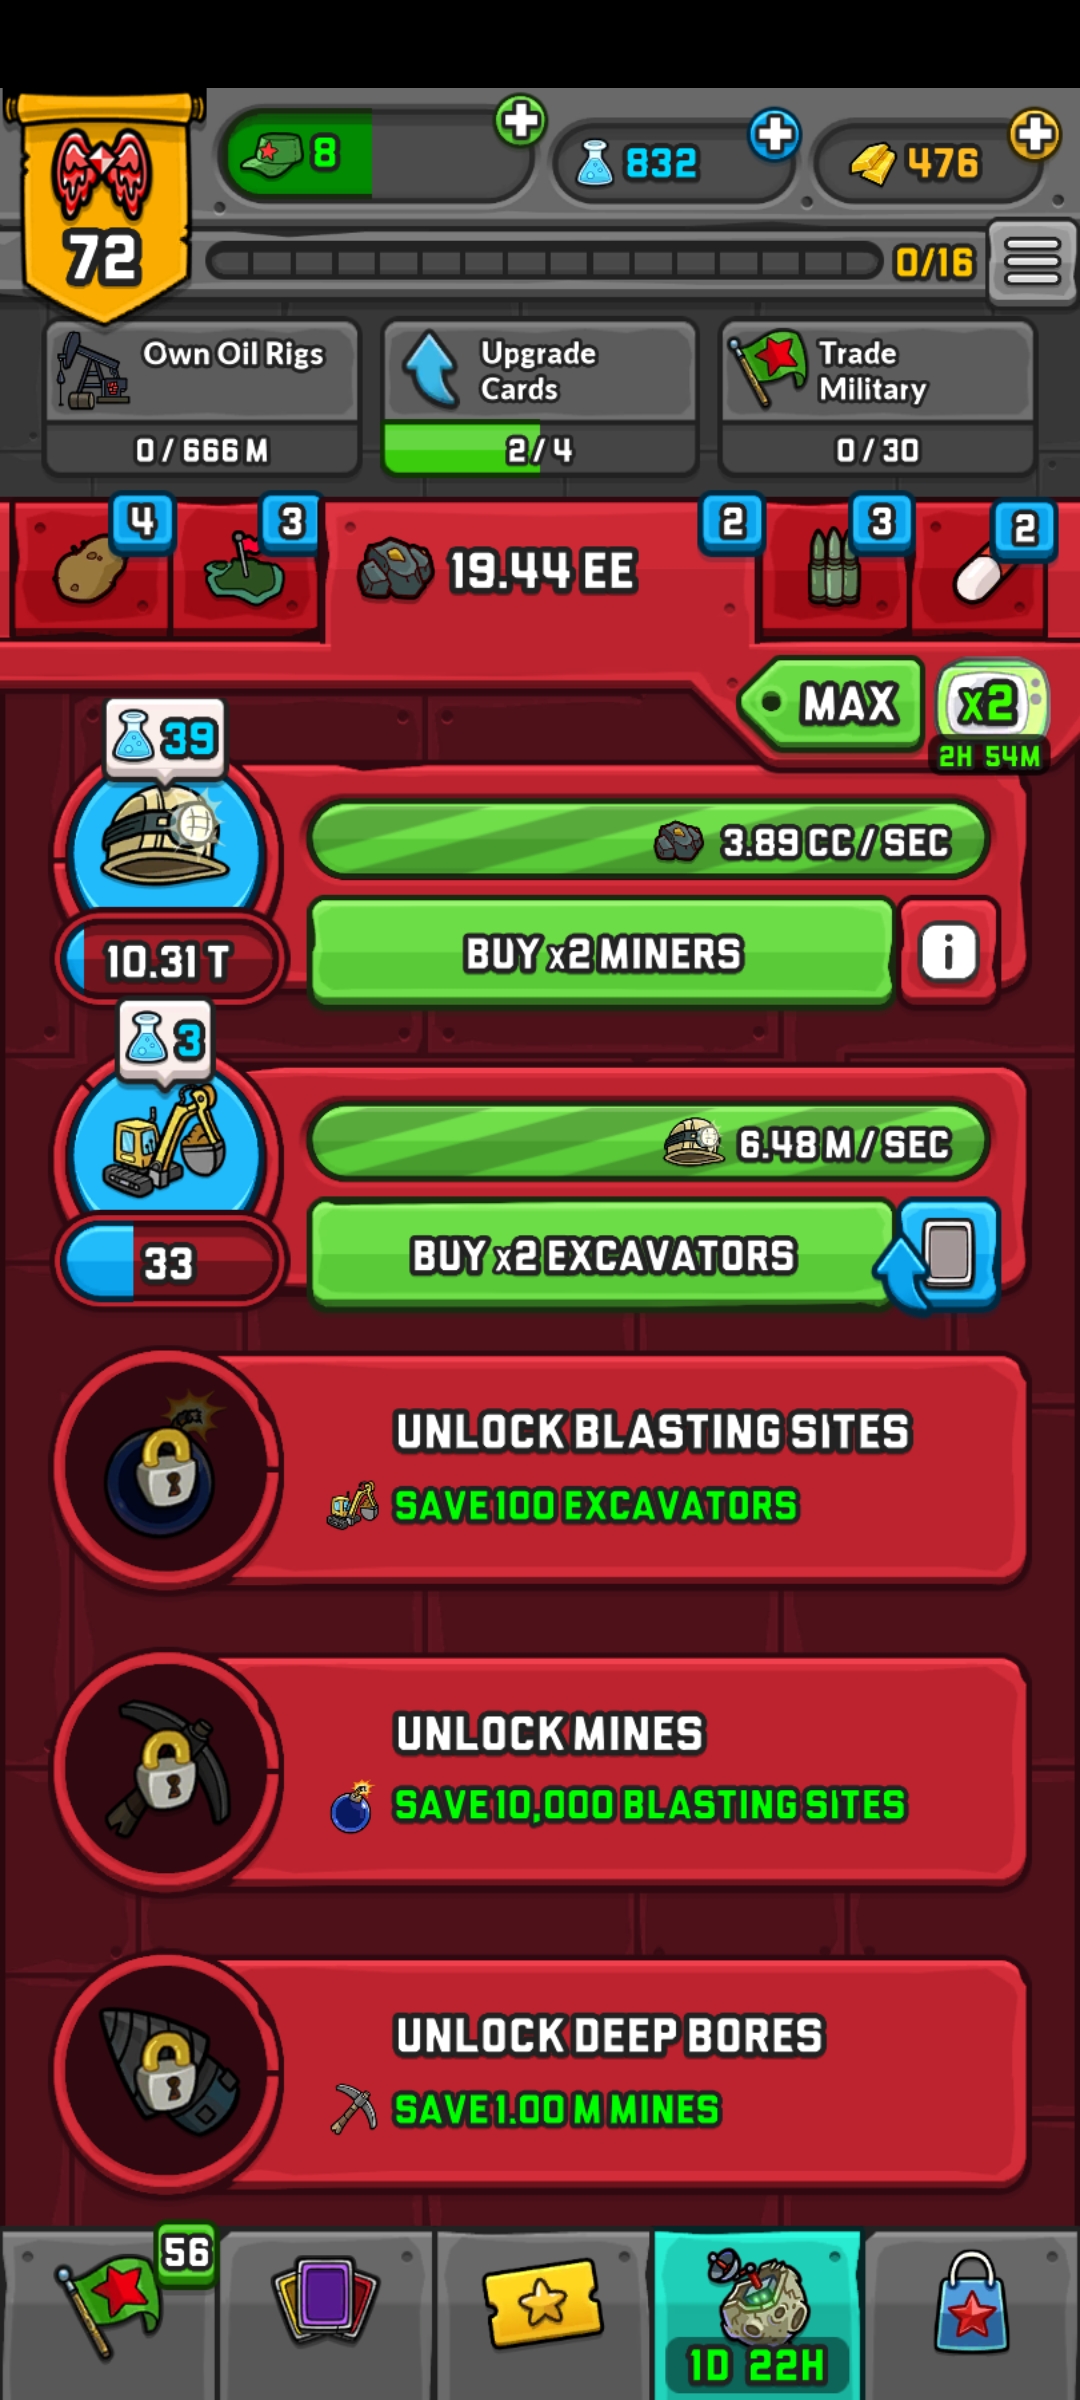 8
832
476
72
0/16
Own Oil Rigs
0 / 666 M
Upgrade
Cards
2 / 4
Trade
Military
0 / 30
4
3
19.44 EE
2
3
2
MAX
x2
2H 54M
39
3.89 CC / SEC
10.31 T
BUY x2 MINERS
i
3
6.48 M / SEC
33
BUY x2 EXCAVATORS
UNLOCK BLASTING SITES
SAVE 100 EXCAVATORS
UNLOCK MINES
SAVE 10,000 BLASTING SITES
UNLOCK DEEP BORES
SAVE 1.00 M MINES
56
1D 22H